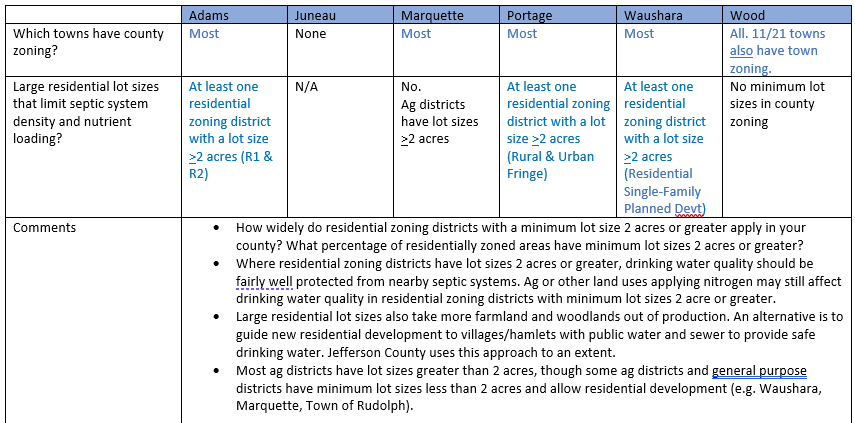 Adams Juneau Marquette Portage Waushara Wood
Which towns have county zoning? Most None Most Most Most All. 11/21 towns also have town zoning.
Large residential lot sizes that limit septic system density and nutrient loading?
At least one residential zoning district with a lot size >2 acres (R1 & R2)
N/A
No.
Ag districts have lot sizes >2 acres
At least one residential zoning district with a lot size >2 acres (Rural & Urban Fringe)
At least one residential zoning district with a lot size >2 acres (Residential Single-Family Planned Devt)
No minimum lot sizes in county zoning
Comments
• How widely do residential zoning districts with a minimum lot size 2 acres or greater apply in your
county? What percentage of residentially zoned areas have minimum lot sizes 2 acres or greater?
• Where residential zoning districts have lot sizes 2 acres or greater, drinking water quality should be
fairly well protected from nearby septic systems. Ag or other land uses applying nitrogen may still affect
drinking water quality in residential zoning districts with minimum lot sizes 2 acre or greater.
• Large residential lot sizes also take more farmland and woodlands out of production. An alternative is to
guide new residential development to villages/hamlets with public water and sewer to provide safe
drinking water. Jefferson County uses this approach to an extent.
• Most ag districts have lot sizes greater than 2 acres, though some ag districts and general purpose
districts have minimum lot sizes less than 2 acres and allow residential development (e.g. Waushara,
Marquette, Town of Rudolph).